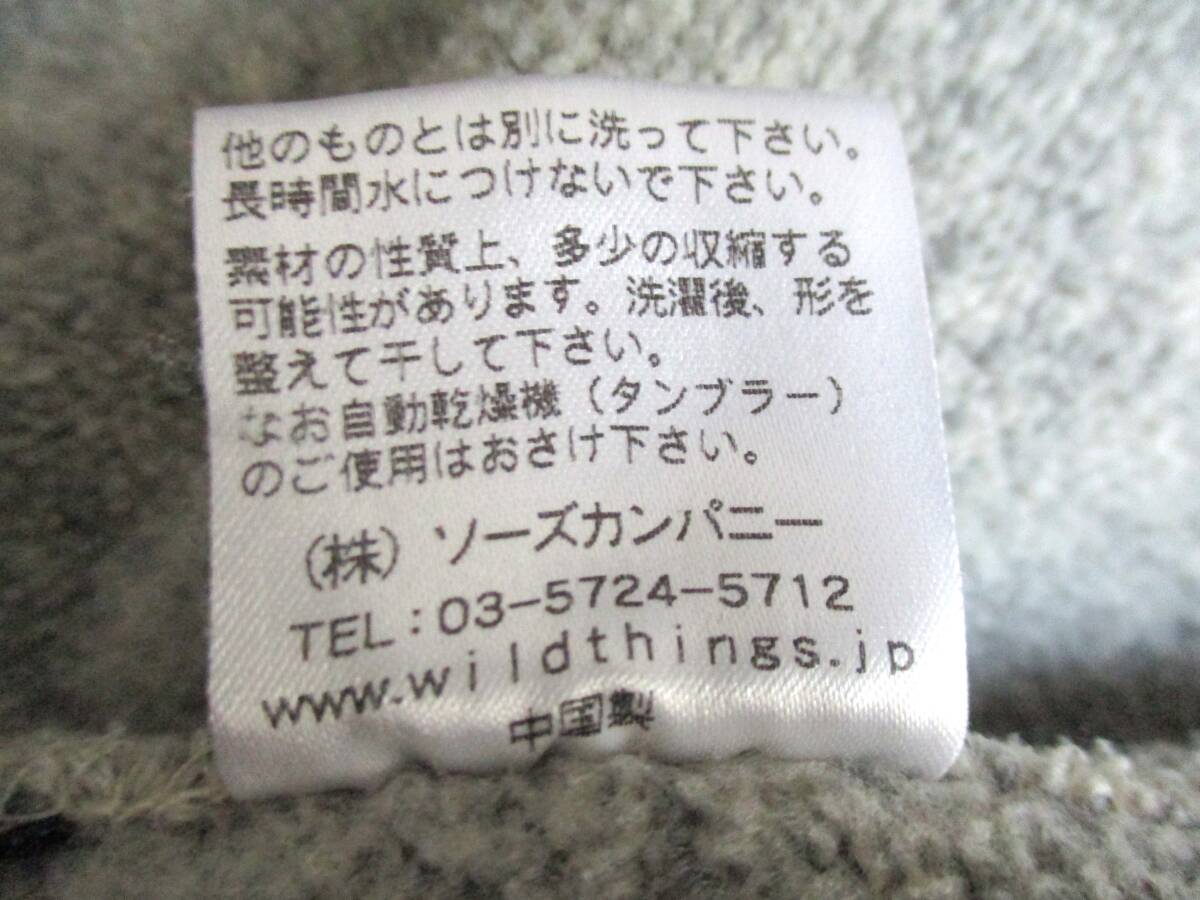 他のものとは別に洗って下さい。
長時間水につけないで下さい。
素材の性質上、多少の収縮する
可能性があります。洗濯後、形を
整えて干して下さい。
なお自動乾燥機（タンブラー）
のご使用はおさけ下さい。
（株）ソーズカンパニー
TEL：03-5724-5712
www.wildthings.jp
中国製